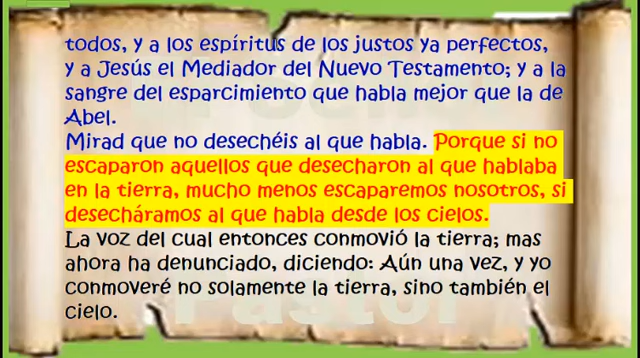 todos, y a los espíritus de los justos ya perfectos,
y a Jesús el Mediador del Nuevo Testamento; y a la
sangre del esparcimiento que habla mejor que la de
Abel.
Mirad que no desechéis al que habla. Porque si no
escaparon aquellos que desecharon al que hablaba
en la tierra, mucho menos escaparemos nosotros, si
desecháramos al que habla desde los cielos.
La voz del cual entonces conmovió la tierra; mas
ahora ha denunciado, diciendo: Aún una vez, y yo
conmoveré no solamente la tierra, sino también el
cielo.
Pastor